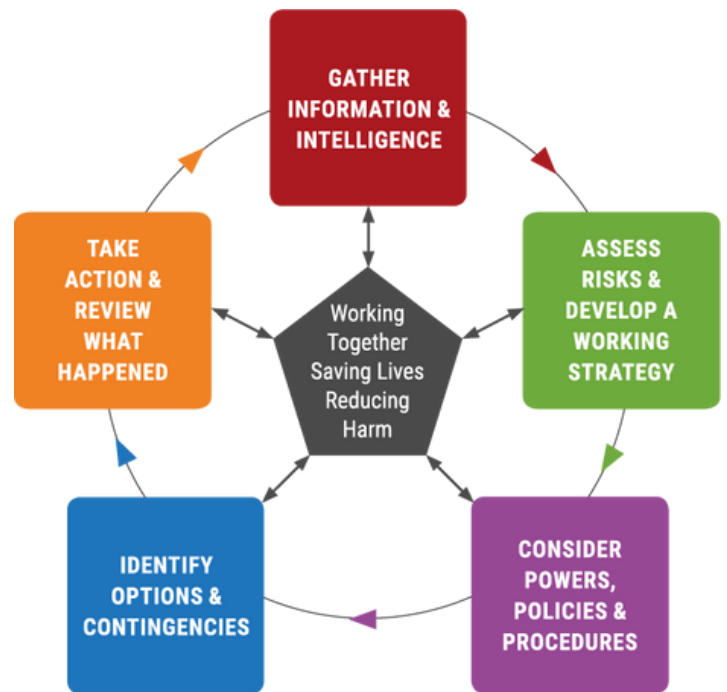 GATHER
INFORMATION &
INTELLIGENCE
ASSESS
RISKS &
DEVELOP A
WORKING
STRATEGY
CONSIDER
POWERS,
POLICIES &
PROCEDURES
IDENTIFY
OPTIONS &
CONTINGENCIES
TAKE
ACTION &
REVIEW
WHAT
HAPPENED
Working
Together
Saving Lives
Reducing
Harm